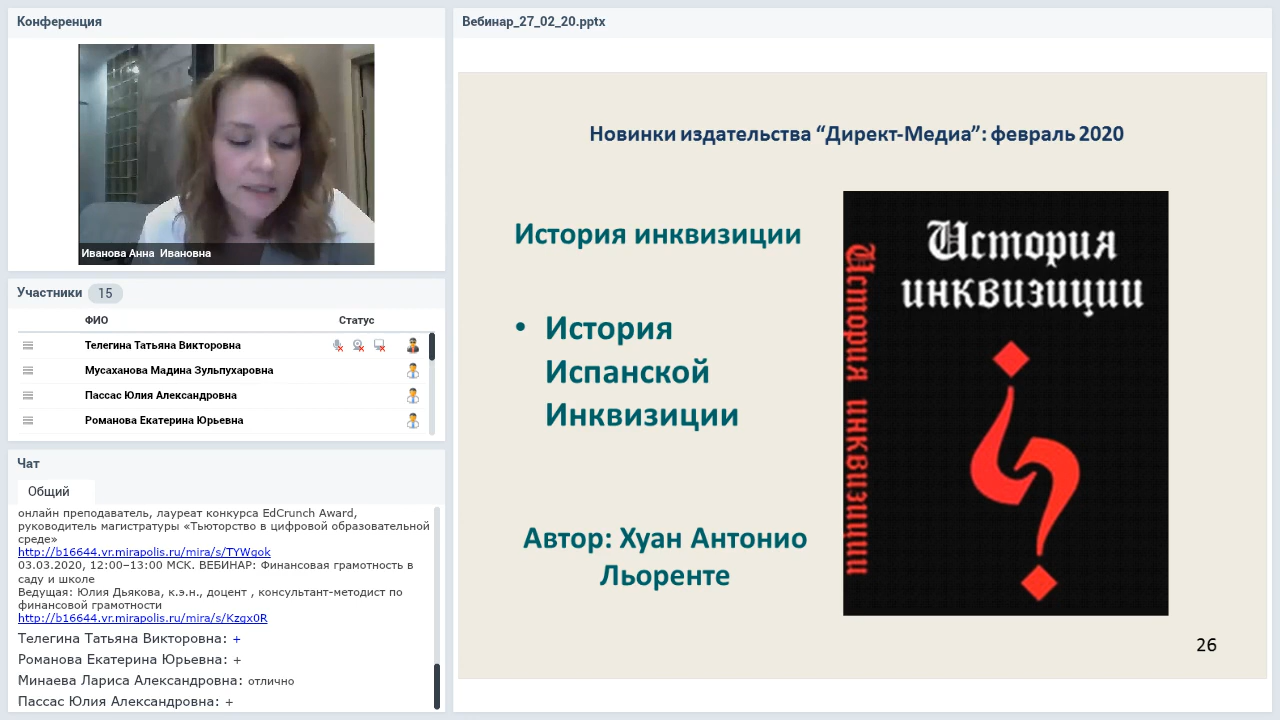 Конференция
Иванова Анна Ивановна
Участники 15
ФИО Статус
Телегина Татьяна Викторовна
Мусаханова Мадина Зульпухаровна
Пассас Юлия Александровна
Романова Екатерина Юрьевна
Чат
Общий
онлайн преподаватель, лауреат конкурса EdCrunch Award,
руководитель магистратуры «Тьюторство в цифровой образовательной
среде»
http://b16644.vr.mirapolis.ru/mira/s/TYWgok
03.03.2020, 12:00–13:00 МСК. ВЕБИНАР: Финансовая грамотность в
саду и школе
Ведущая: Юлия Дьякова, к.э.н., доцент , консультант-методист по
финансовой грамотности
http://b16644.vr.mirapolis.ru/mira/s/Kzgx0R
Телегина Татьяна Викторовна: +
Романова Екатерина Юрьевна: +
Минаева Лариса Александровна: отлично
Пассас Юлия Александровна: +
Вебинар_27_02_20.pptx
Новинки издательства “Директ-Медиа”: февраль 2020
История инквизиции
• История
Испанской
Инквизиции
Автор: Хуан Антонио
Льоренте
История инквизиции
История
инквизиции
26